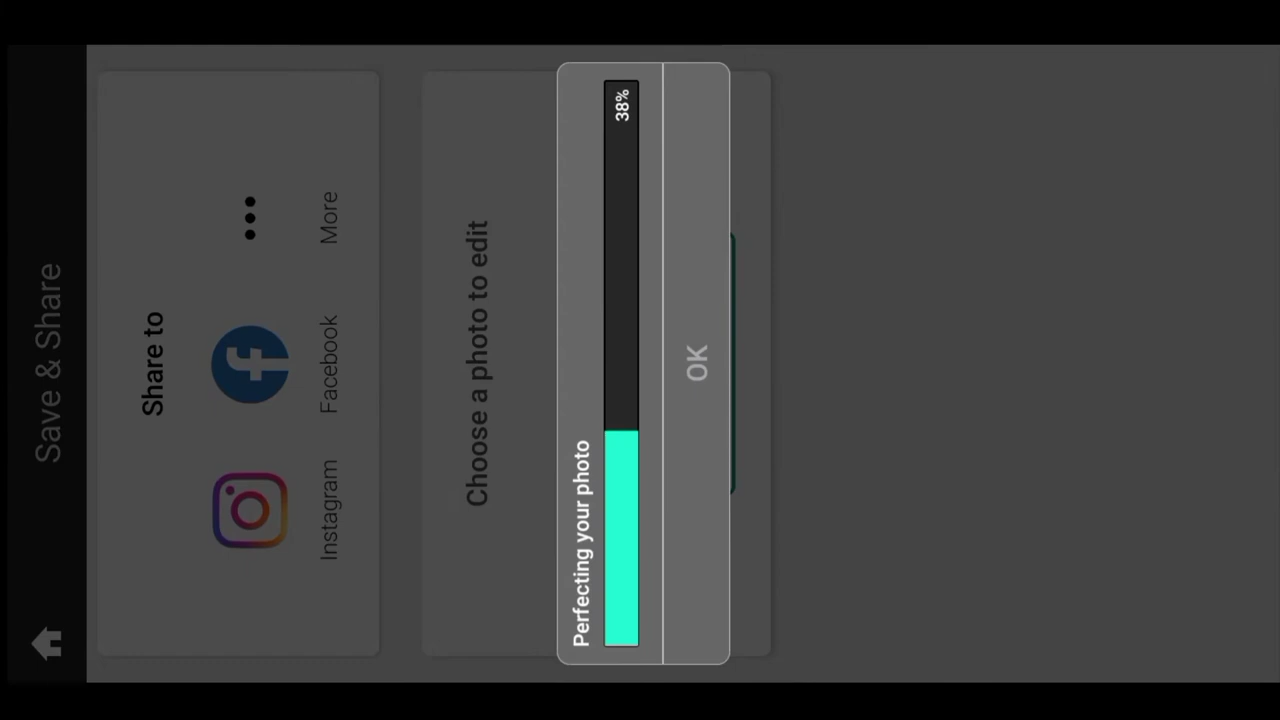 Save & Share
Share to
Instagram
Facebook
More
Choose a photo to edit
Perfecting your photo
38%
OK